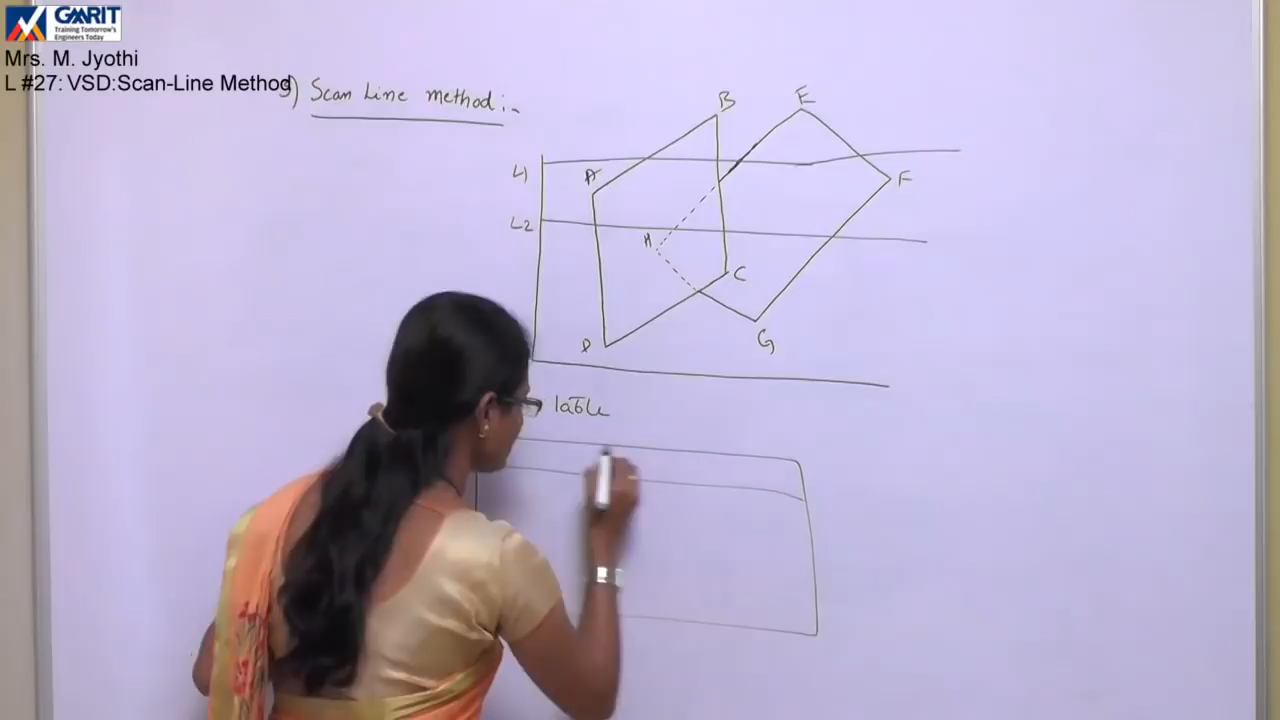 GMRIT
Training Tomorrow's
Engineers Today
Mrs. M. Jyothi
L #27: VSD:Scan-Line Method
3) Scan Line method:-
B
E
L1
A
F
L2
H
C
D
G
Table